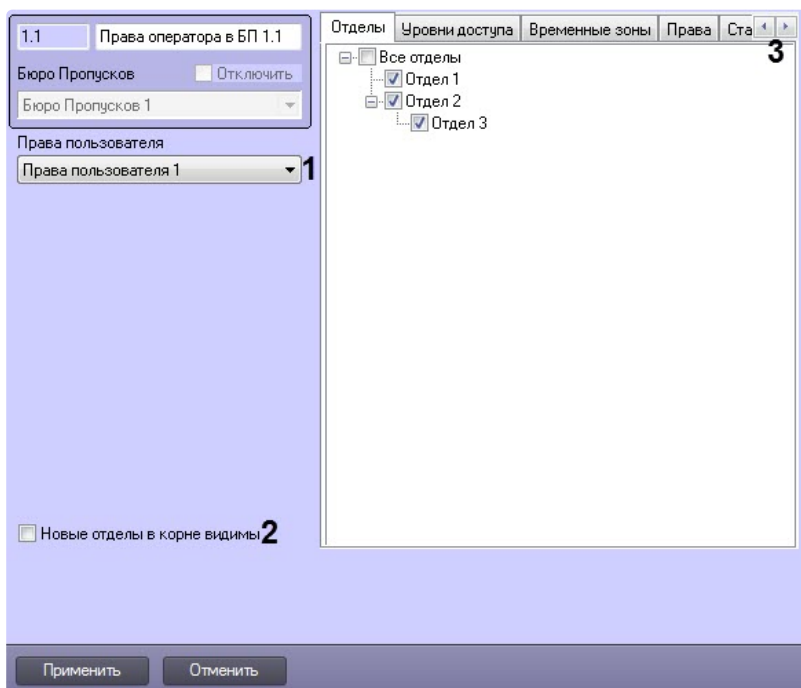 1.1 Права оператора в БП 1.1
Бюро Пропусков Отключить
Бюро Пропусков 1
Права пользователя
Права пользователя 1 1
Новые отделы в корне видимы 2
Отделы Уровни доступа Временные зоны Права Ста
3
Все отделы
Отдел 1
Отдел 2
Отдел 3
Применить Отменить